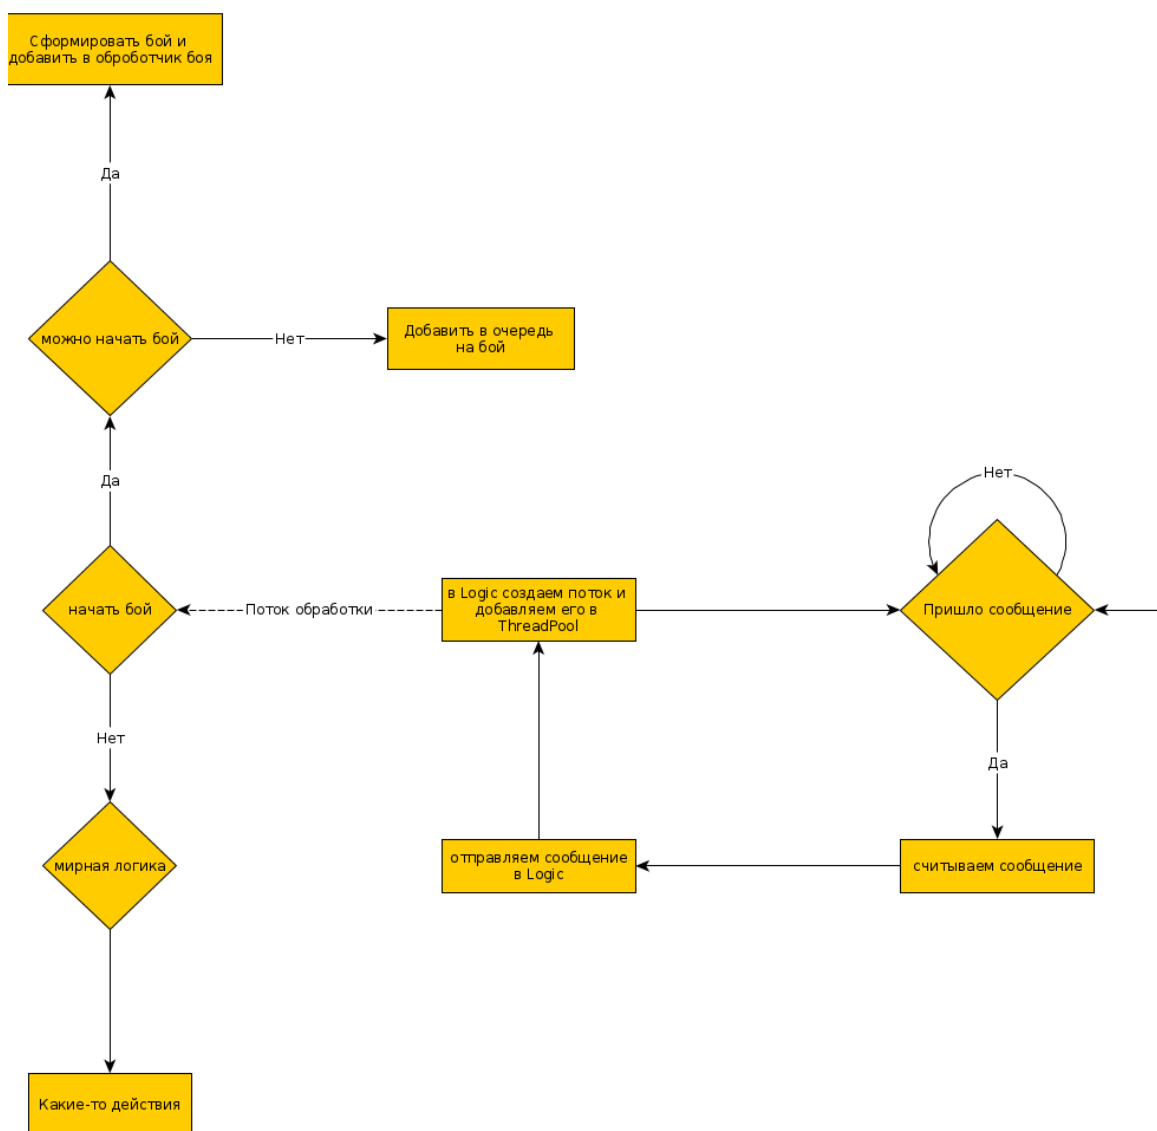 Сформировать бой и
добавить в оброботчик боя
Да
можно начать бой
Нет
Добавить в очередь
на бой
Да
Нет
начать бой
Поток обработки
в Logic создаем поток и
добавляем его в
ThreadPool
Пришло сообщение
Нет
Да
мирная логика
отправляем сообщение
в Logic
считываем сообщение
Какие-то действия